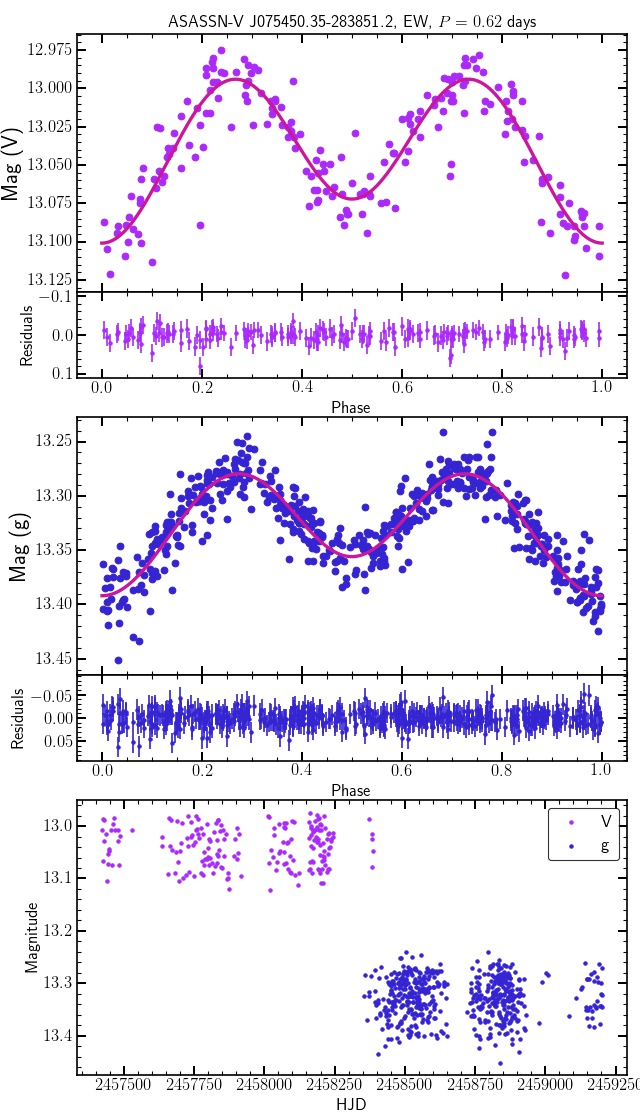 ASASSN-V J075450.35-283851.2, EW, P = 0.62 days
12.975
13.000
13.025
13.050
13.075
13.100
13.125
Mag (V)
−0.1
0.0
0.1
Residuals
0.0 0.2 0.4 0.6 0.8 1.0
Phase
13.25
13.30
13.35
13.40
13.45
Mag (g)
−0.05
0.00
0.05
Residuals
0.0 0.2 0.4 0.6 0.8 1.0
Phase
V
g
13.0
13.1
13.2
13.3
13.4
Magnitude
2457500 2457750 2458000 2458250 2458500 2458750 2459000 2459250
HJD